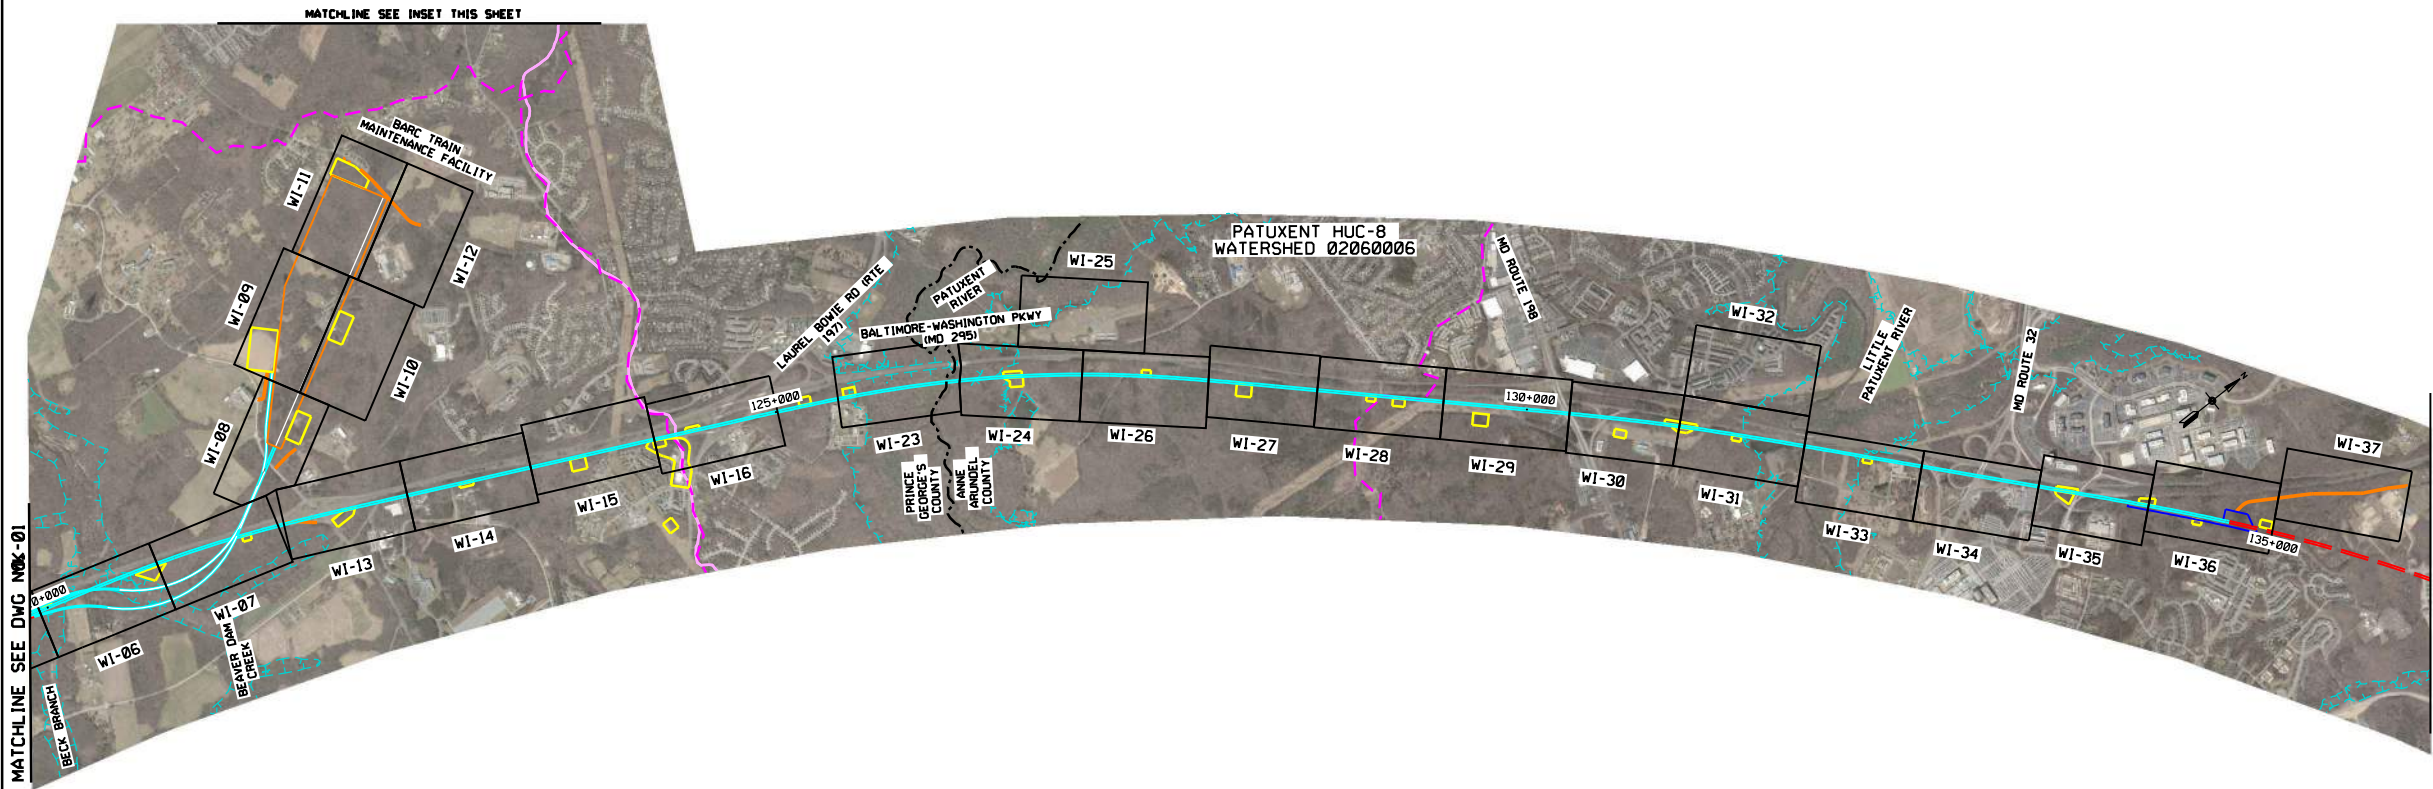 MATCHLINE SEE INSET THIS SHEET
BARC TRAIN
MAINTENANCE FACILITY
WI-11
WI-12
WI-09
WI-10
WI-08
MATCHLINE SEE DWG
0+000
WI-06
WI-07
BECK BRANCH
BEAVER DAM
CREEK
WI-13
WI-14
WI-15
WI-16
125+000
LAUREL BOWIE RD (RTE
197)
PATUXENT
RIVER
BALTIMORE-WASHINGTON PKWY
(MD 295)
WI-23
PRINCE
GEORGE'S
COUNTY
ANNE
ARUNDEL
COUNTY
WI-24
WI-25
WI-26
PATUXENT HUC-8
WATERSHED 02060006
WI-27
WI-28
MD ROUTE 198
WI-29
130+000
WI-30
WI-31
WI-32
LITTLE
PATUXENT RIVER
WI-33
WI-34
MD ROUTE 32
WI-35
WI-36
135+000
WI-37
N